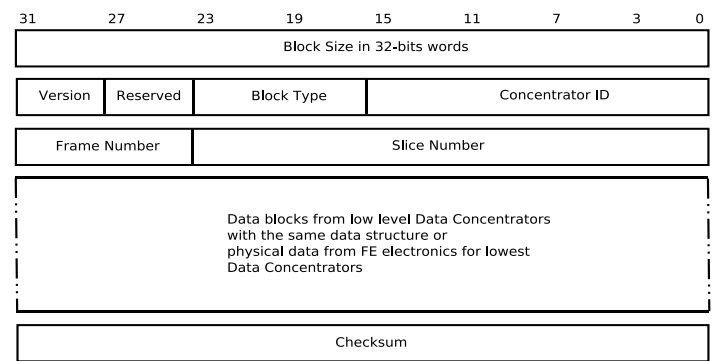 31 27 23 19 15 11 7 3 0
Block Size in 32-bits words
Version Reserved Block Type Concentrator ID
Frame Number Slice Number
Data blocks from low level Data Concentrators
with the same data structure or
physical data from FE electronics for lowest
Data Concentrators
Checksum